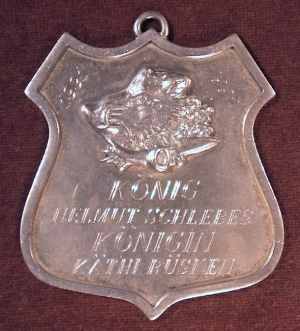 KÖNIG
HELMUT SCHLEBES
KÖNIGIN
KÄTHI RÜSKEN